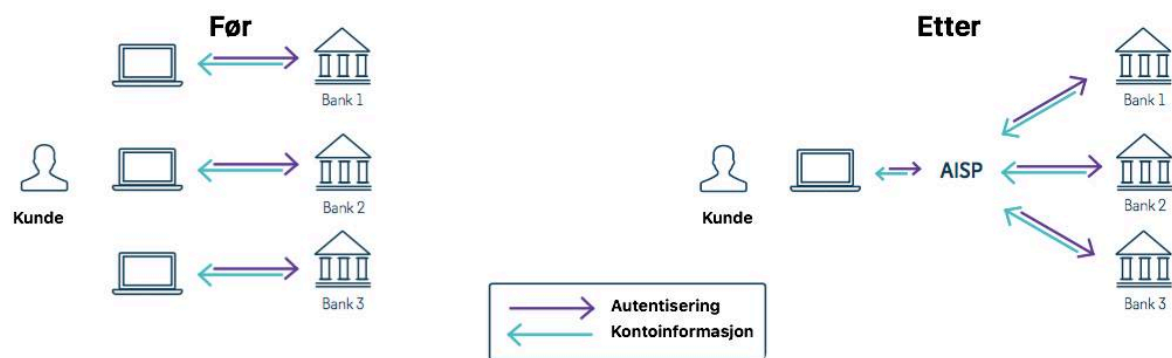 Før
Bank 1
Kunde
Bank 2
Bank 3
Etter
Bank 1
Kunde
AISP
Bank 2
Bank 3
Autentisering
Kontoinformasjon